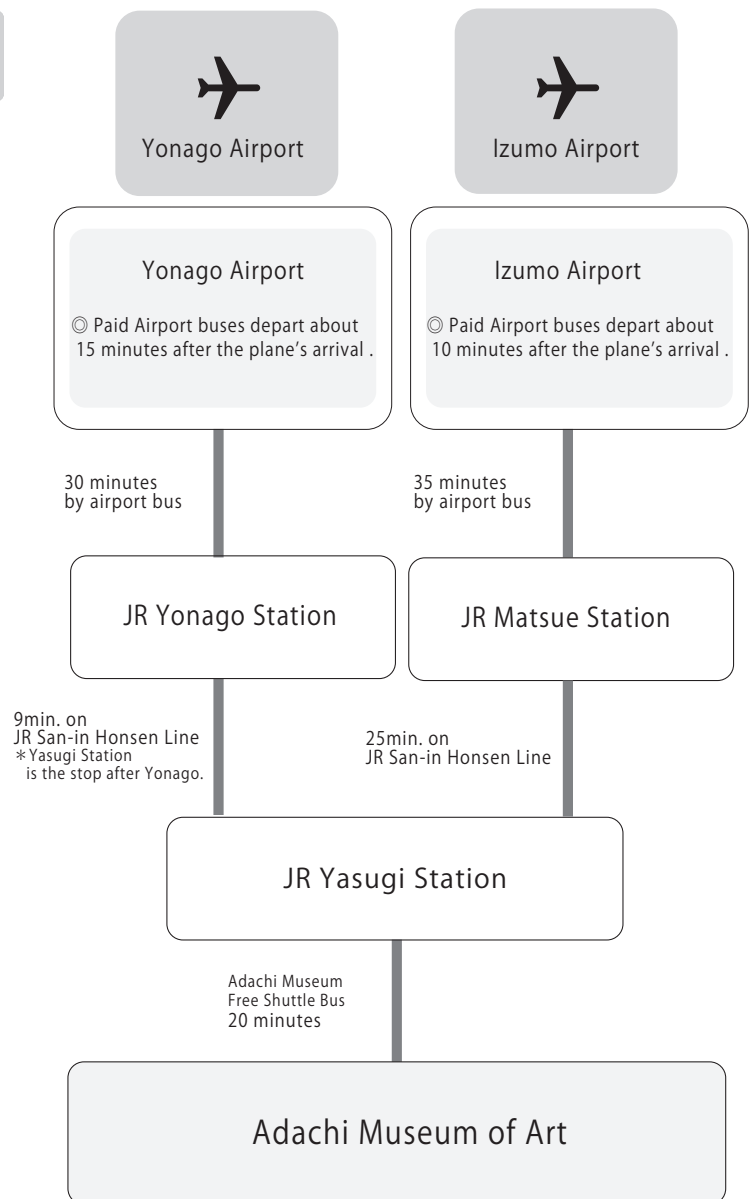 Yonago Airport
Izumo Airport
Yonago Airport
◎ Paid Airport buses depart about
15 minutes after the plane’s arrival .
Izumo Airport
◎ Paid Airport buses depart about
10 minutes after the plane’s arrival .
30 minutes
by airport bus
35 minutes
by airport bus
JR Yonago Station
JR Matsue Station
9min. on
JR San-in Honsen Line
＊Yasugi Station
is the stop after Yonago.
25min. on
JR San-in Honsen Line
JR Yasugi Station
Adachi Museum
Free Shuttle Bus
20 minutes
Adachi Museum of Art